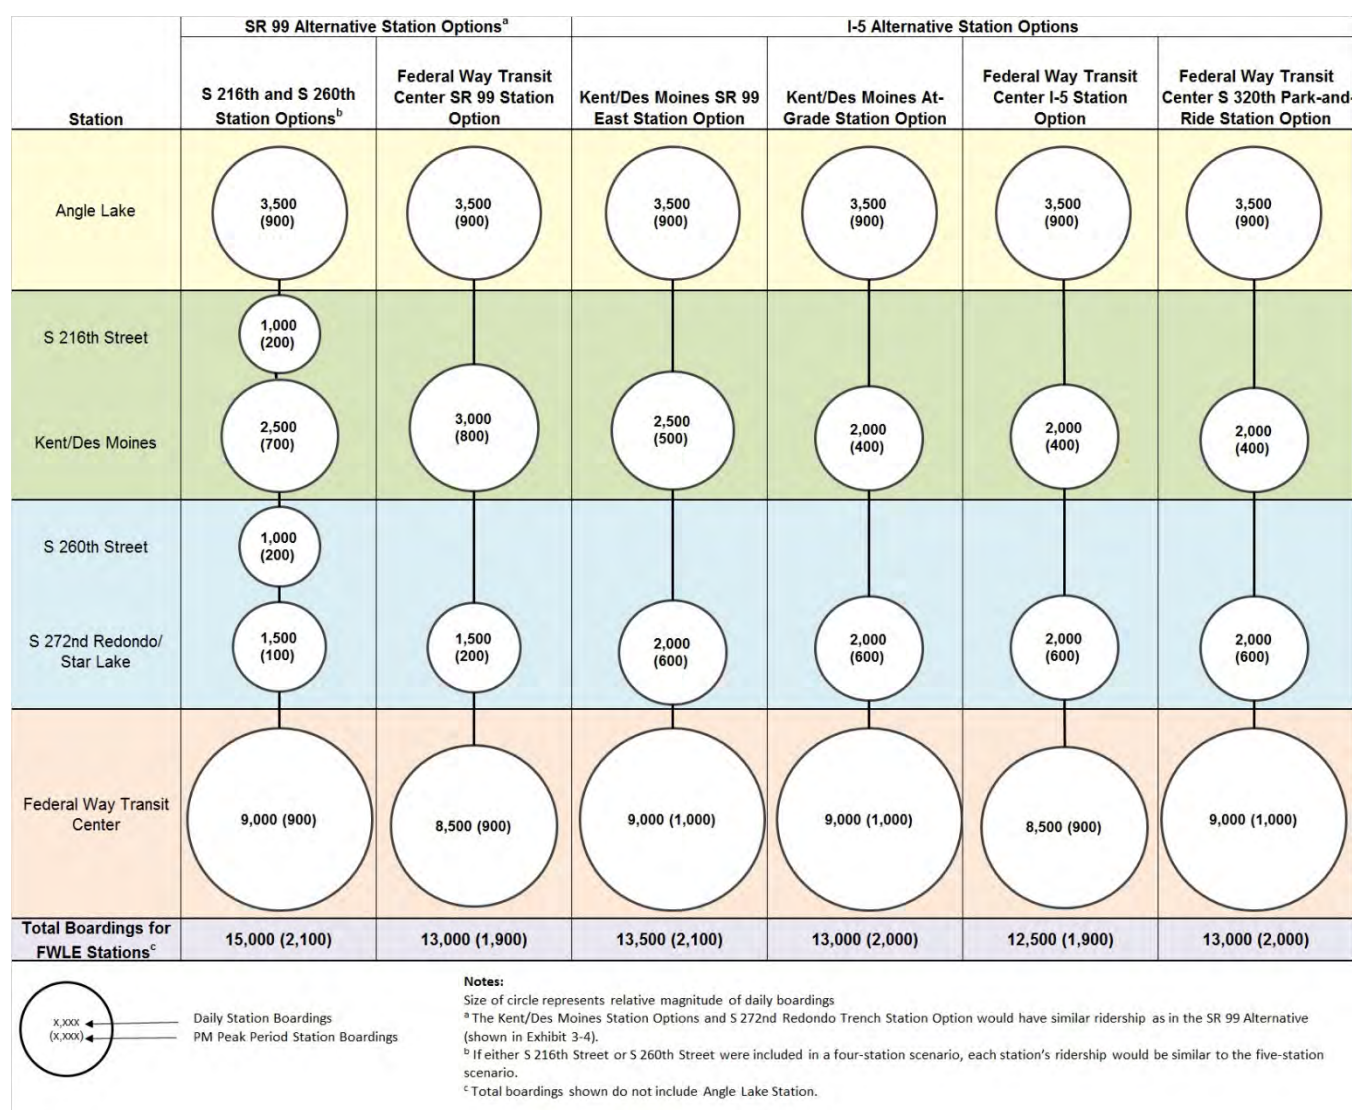 SR 99 Alternative Station Optionsa
I-5 Alternative Station Options
Station
S 216th and S 260th
Station Optionsb
Federal Way Transit
Center SR 99 Station
Option
Kent/Des Moines SR 99
East Station Option
Kent/Des Moines At-
Grade Station Option
Federal Way Transit
Center I-5 Station
Option
Federal Way Transit
Center S 320th Park-and-
Ride Station Option
Angle Lake
3,500
(900)
3,500
(900)
3,500
(900)
3,500
(900)
3,500
(900)
3,500
(900)
S 216th Street
1,000
(200)
Kent/Des Moines
2,500
(700)
3,000
(800)
2,500
(500)
2,000
(400)
2,000
(400)
2,000
(400)
S 260th Street
1,000
(200)
S 272nd Redondo/
Star Lake
1,500
(100)
1,500
(200)
2,000
(600)
2,000
(600)
2,000
(600)
2,000
(600)
Federal Way Transit
Center
9,000 (900)
8,500 (900)
9,000 (1,000)
9,000 (1,000)
8,500 (900)
9,000 (1,000)
Total Boardings for
FWLE Stationsc
15,000 (2,100)
13,000 (1,900)
13,500 (2,100)
13,000 (2,000)
12,500 (1,900)
13,000 (2,000)
x,xxx
(x,xxx)
Daily Station Boardings
PM Peak Period Station Boardings
Notes:
Size of circle represents relative magnitude of daily boardings
a The Kent/Des Moines Station Options and S 272nd Redondo Trench Station Option would have similar ridership as in the SR 99 Alternative
(shown in Exhibit 3-4).
b If either S 216th Street or S 260th Street were included in a four-station scenario, each station's ridership would be similar to the five-station
scenario.
c Total boardings shown do not include Angle Lake Station.